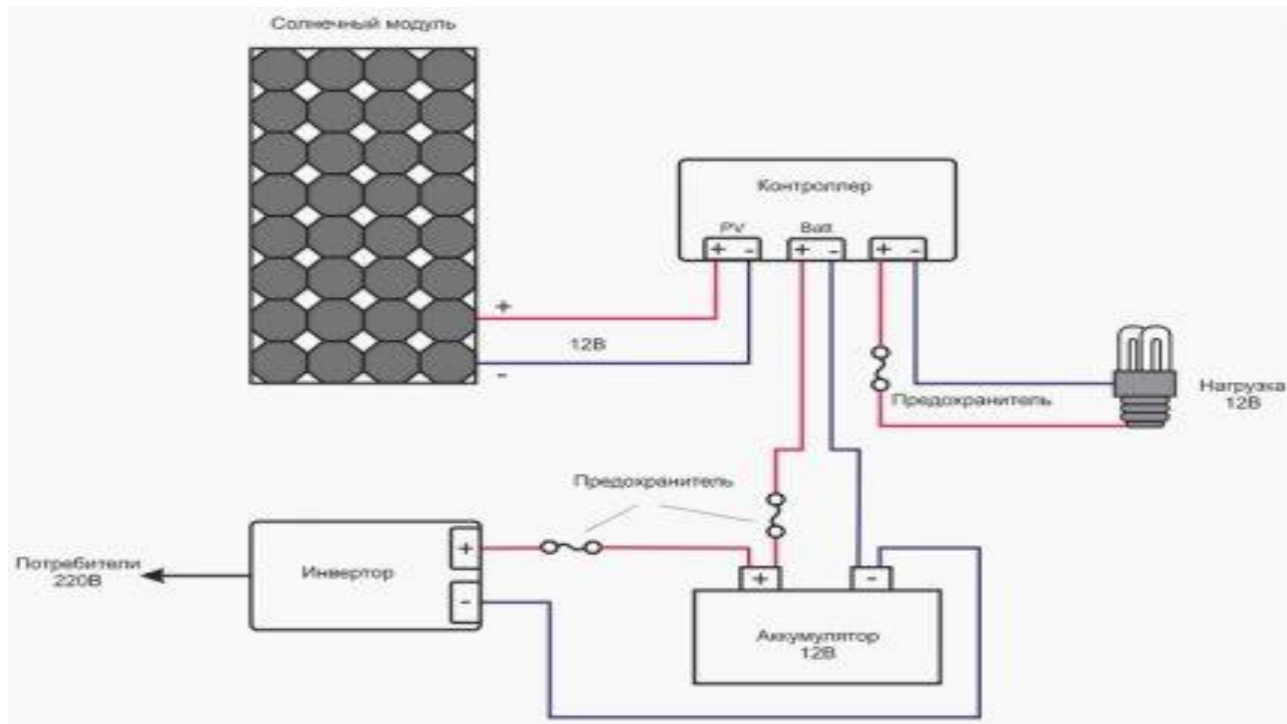 Солнечный модуль
Контроллер
PV
Batt
+ -
+ -
+ -
+
12В
-
Предохранитель
Нагрузка
12В
Предохранитель
Потребители
220В
Инвертор
+
-
+
-
Аккумулятор
12В